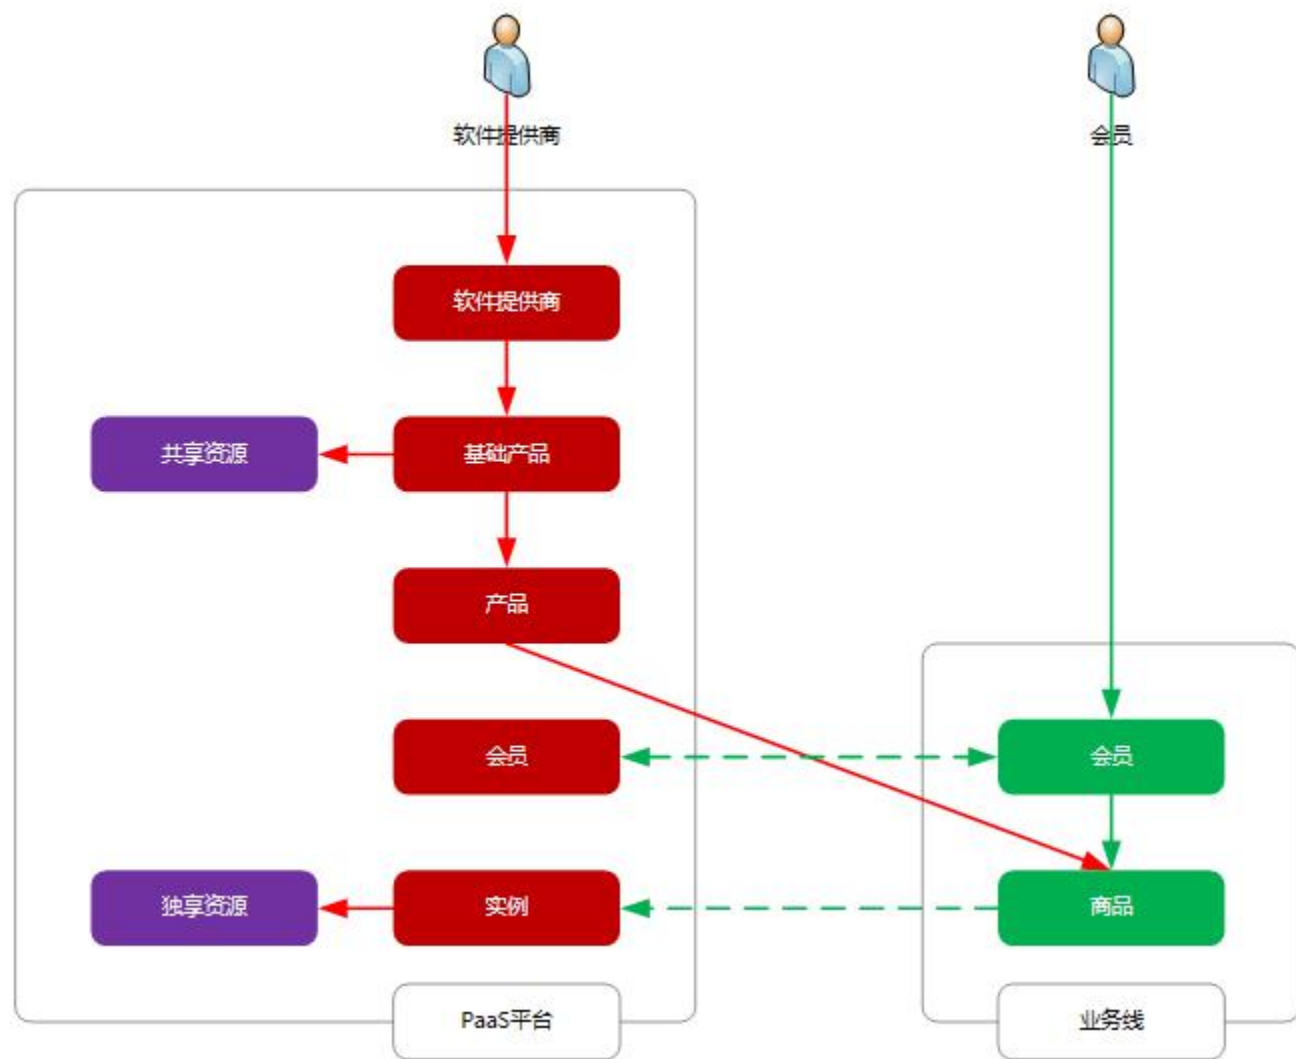 软件提供商
会员
软件提供商
共享资源
基础产品
产品
会员
会员
独享资源
实例
商品
PaaS平台
业务线